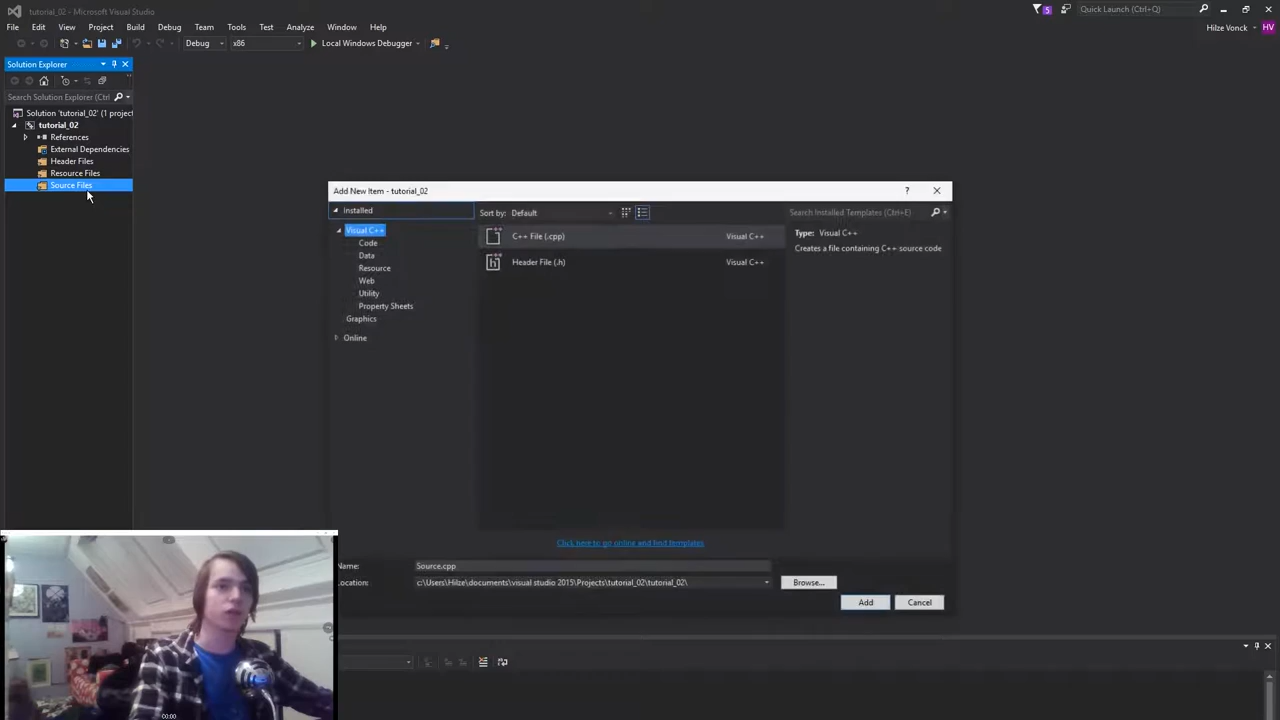 tutorial_02 - Microsoft Visual Studio
5
Quick Launch (Ctrl+Q)
File Edit View Project Build Debug Team Tools Test Analyze Window Help
Hilze Vonck HV
Debug x86 Local Windows Debugger
Solution Explorer
Search Solution Explorer (Ctrl
Solution 'tutorial_02' (1 project
tutorial_02
References
External Dependencies
Header Files
Resource Files
Source Files
Add New Item - tutorial_02
?
Installed
Sort by: Default
Search Installed Templates (Ctrl+E)
Visual C++
Code
Data
Resource
Web
Utility
Property Sheets
Graphics
Online
C++ File (.cpp) Visual C++
Header File (.h) Visual C++
Type: Visual C++
Creates a file containing C++ source code
Click here to go online and find templates
Name: Source.cpp
Location: c:\Users\Hilze\documents\visual studio 2015\Projects\tutorial_02\tutorial_02\
Browse...
Add Cancel
00:00